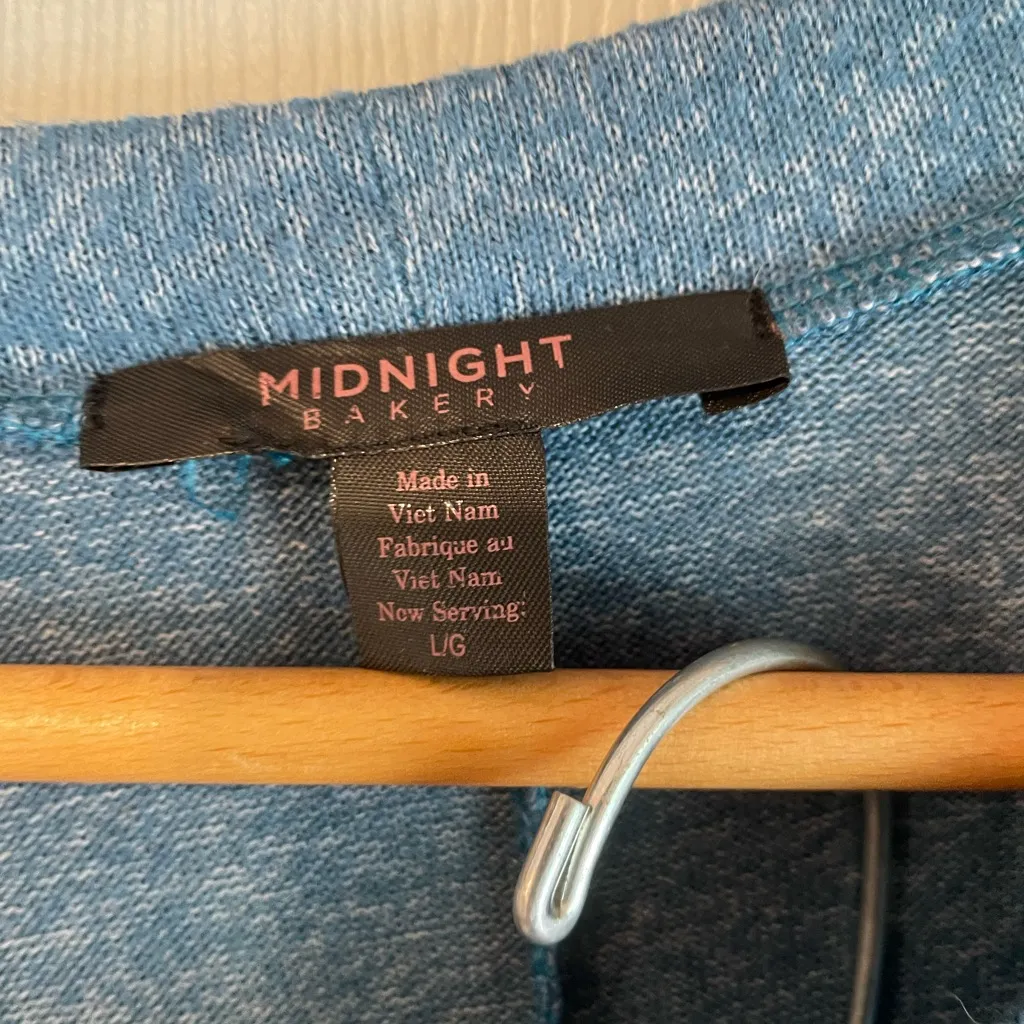 MIDNIGHT
BAKERY
Made in
Viet Nam
Fabrique au
Viet Nam
Now Serving:
L/G